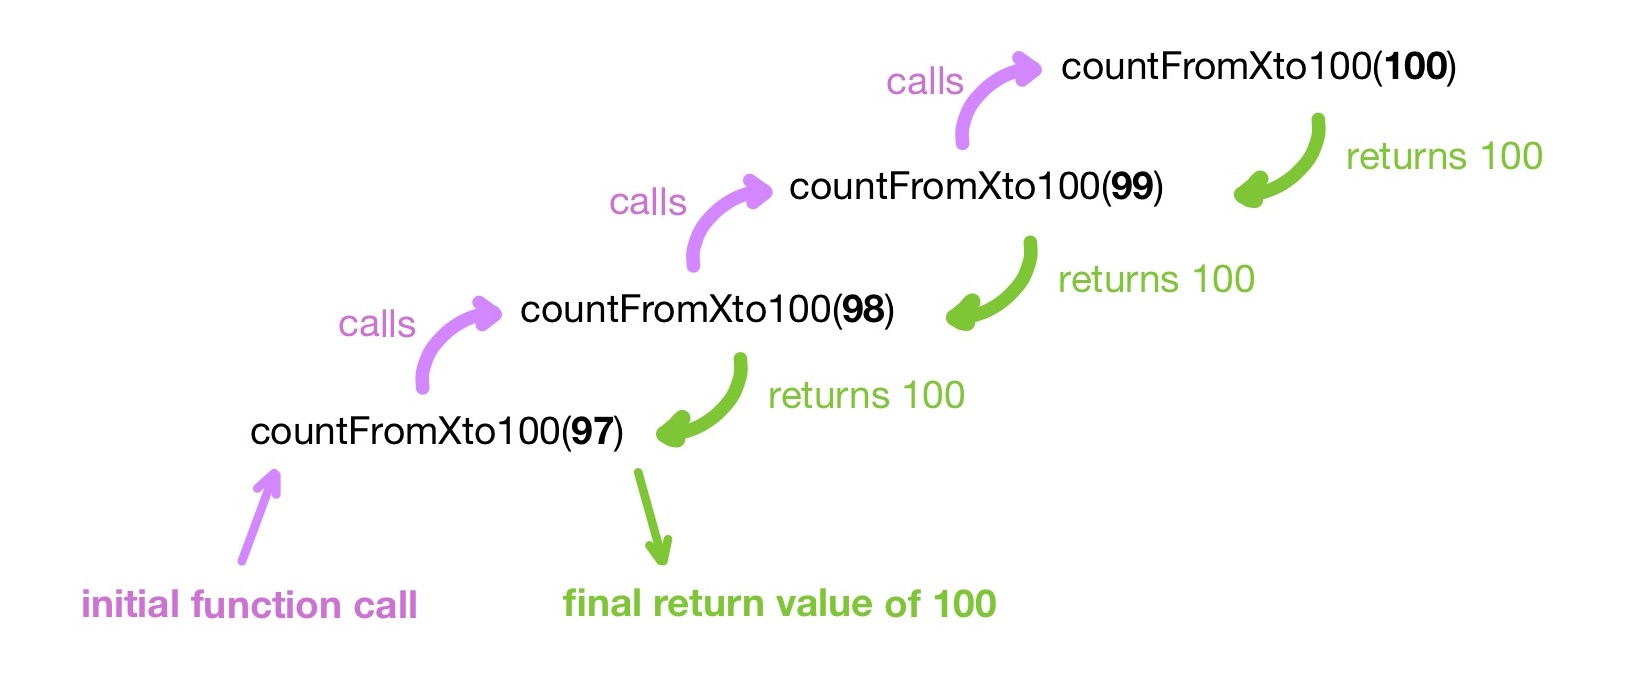 calls countFromXto100(100)
returns 100
calls countFromXto100(99)
returns 100
calls countFromXto100(98)
returns 100
countFromXto100(97)
initial function call
final return value of 100